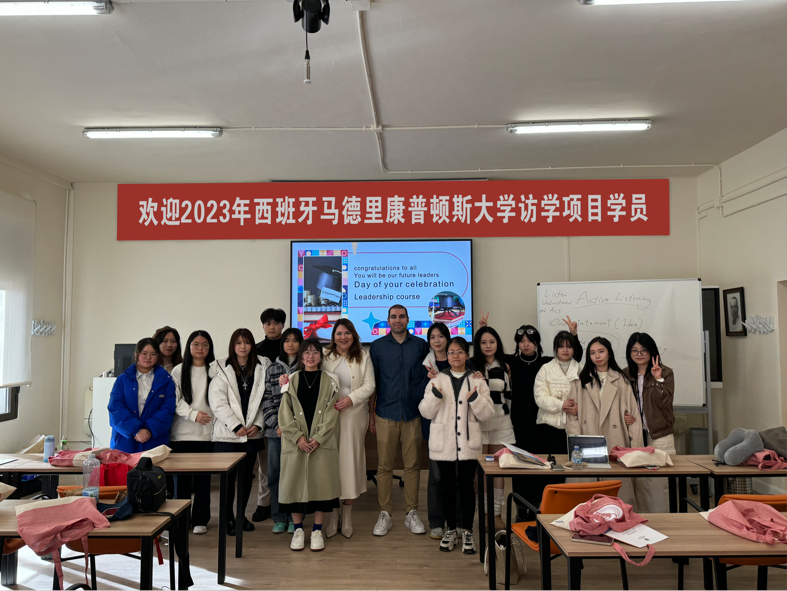 欢迎2023年西班牙马德里康普顿斯大学访学项目学员
congratulations to all
You will be our future leaders
Day of your celebration
Leadership course
Listen
Active Listening
(Idea)